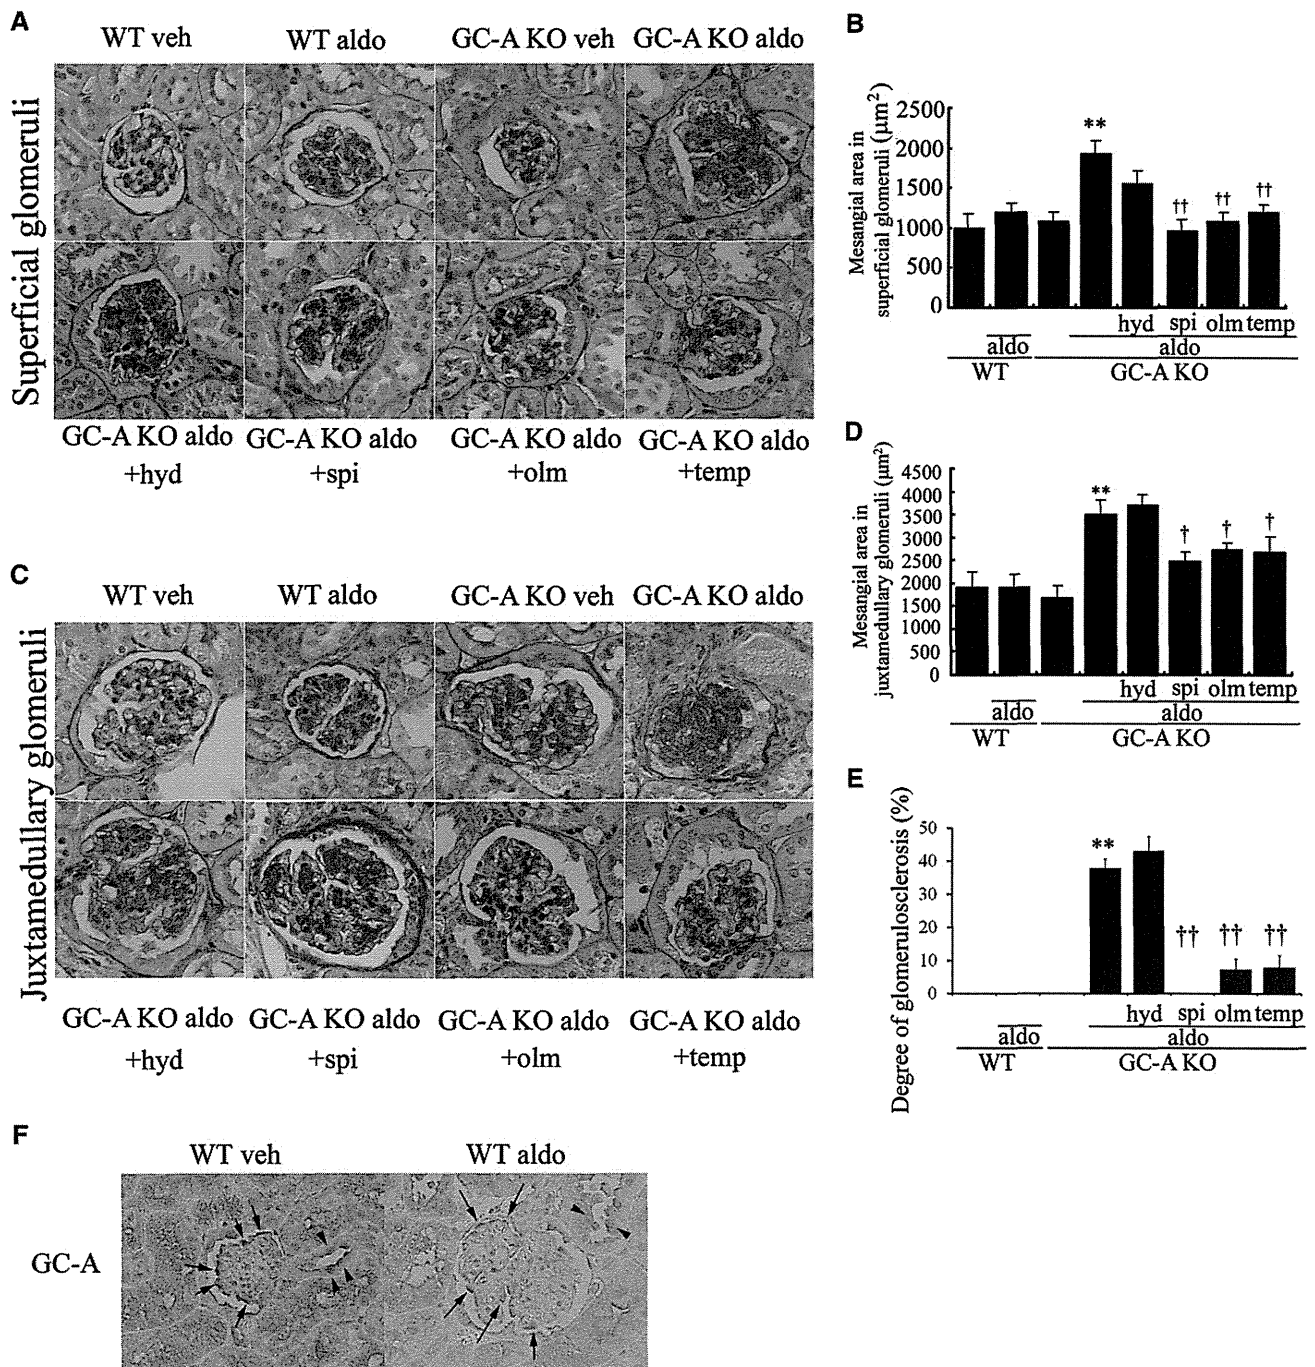 A
WT veh
WT aldo
GC-A KO veh
GC-A KO aldo
Superficial glomeruli
GC-A KO aldo +hyd
GC-A KO aldo +spi
GC-A KO aldo +olm
GC-A KO aldo +temp
B
Mesangial area in
superficial glomeruli (µm²)
2500
2000
1500
1000
500
0
**
††
††
††
hyd spi olm temp
aldo aldo
WT GC-A KO
C
WT veh
WT aldo
GC-A KO veh
GC-A KO aldo
Juxtamedullary glomeruli
GC-A KO aldo +hyd
GC-A KO aldo +spi
GC-A KO aldo +olm
GC-A KO aldo +temp
D
Mesangial area in
juxtamedullary glomeruli (µm²)
4500
4000
3500
3000
2500
2000
1500
1000
500
0
**
†
†
†
hyd spi olm temp
aldo aldo
WT GC-A KO
E
Degree of glomerulosclerosis (%)
50
40
30
20
10
0
**
††
††
††
hyd spi olm temp
aldo aldo
WT GC-A KO
F
WT veh
WT aldo
GC-A